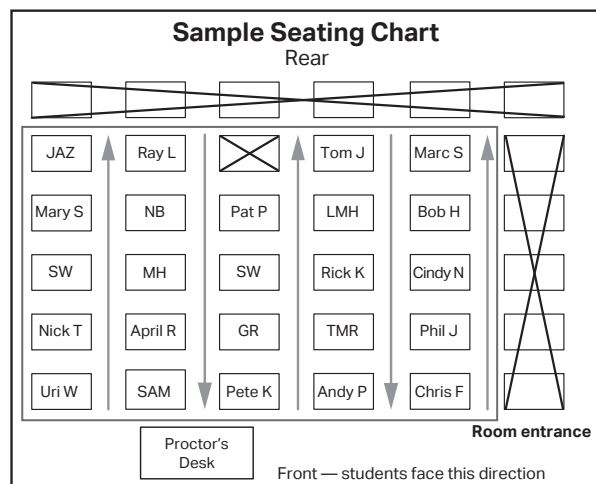 Sample Seating Chart
Rear
JAZ Ray L Tom J Marc S
Mary S NB Pat P LMH Bob H
SW MH SW Rick K Cindy N
Nick T April R GR TMR Phil J
Uri W SAM Pete K Andy P Chris F
Room entrance
Proctor's
Desk
Front — students face this direction